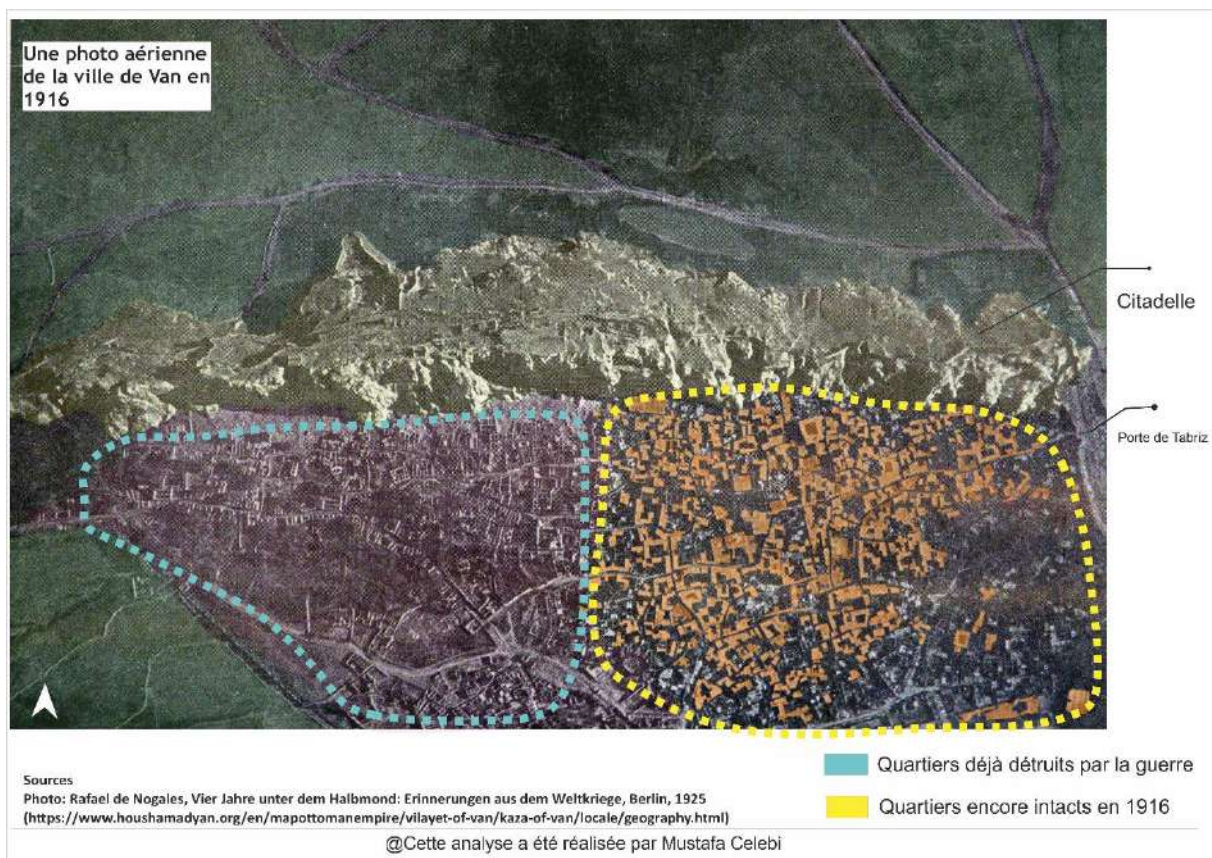 Une photo aérienne
de la ville de Van en
1916
Citadelle
Porte de Tabriz
Quartiers déjà détruits par la guerre
Quartiers encore intacts en 1916
Sources
Photo: Rafael de Nogales, Vier Jahre unter dem Halbmond: Erinnerungen aus dem Weltkriege, Berlin, 1925
(https://www.houshamadyan.org/en/mapottomanempire/vilayet-of-van/kaza-of-van/locale/geography.html)
@Cette analyse a été réalisée par Mustafa Celebi